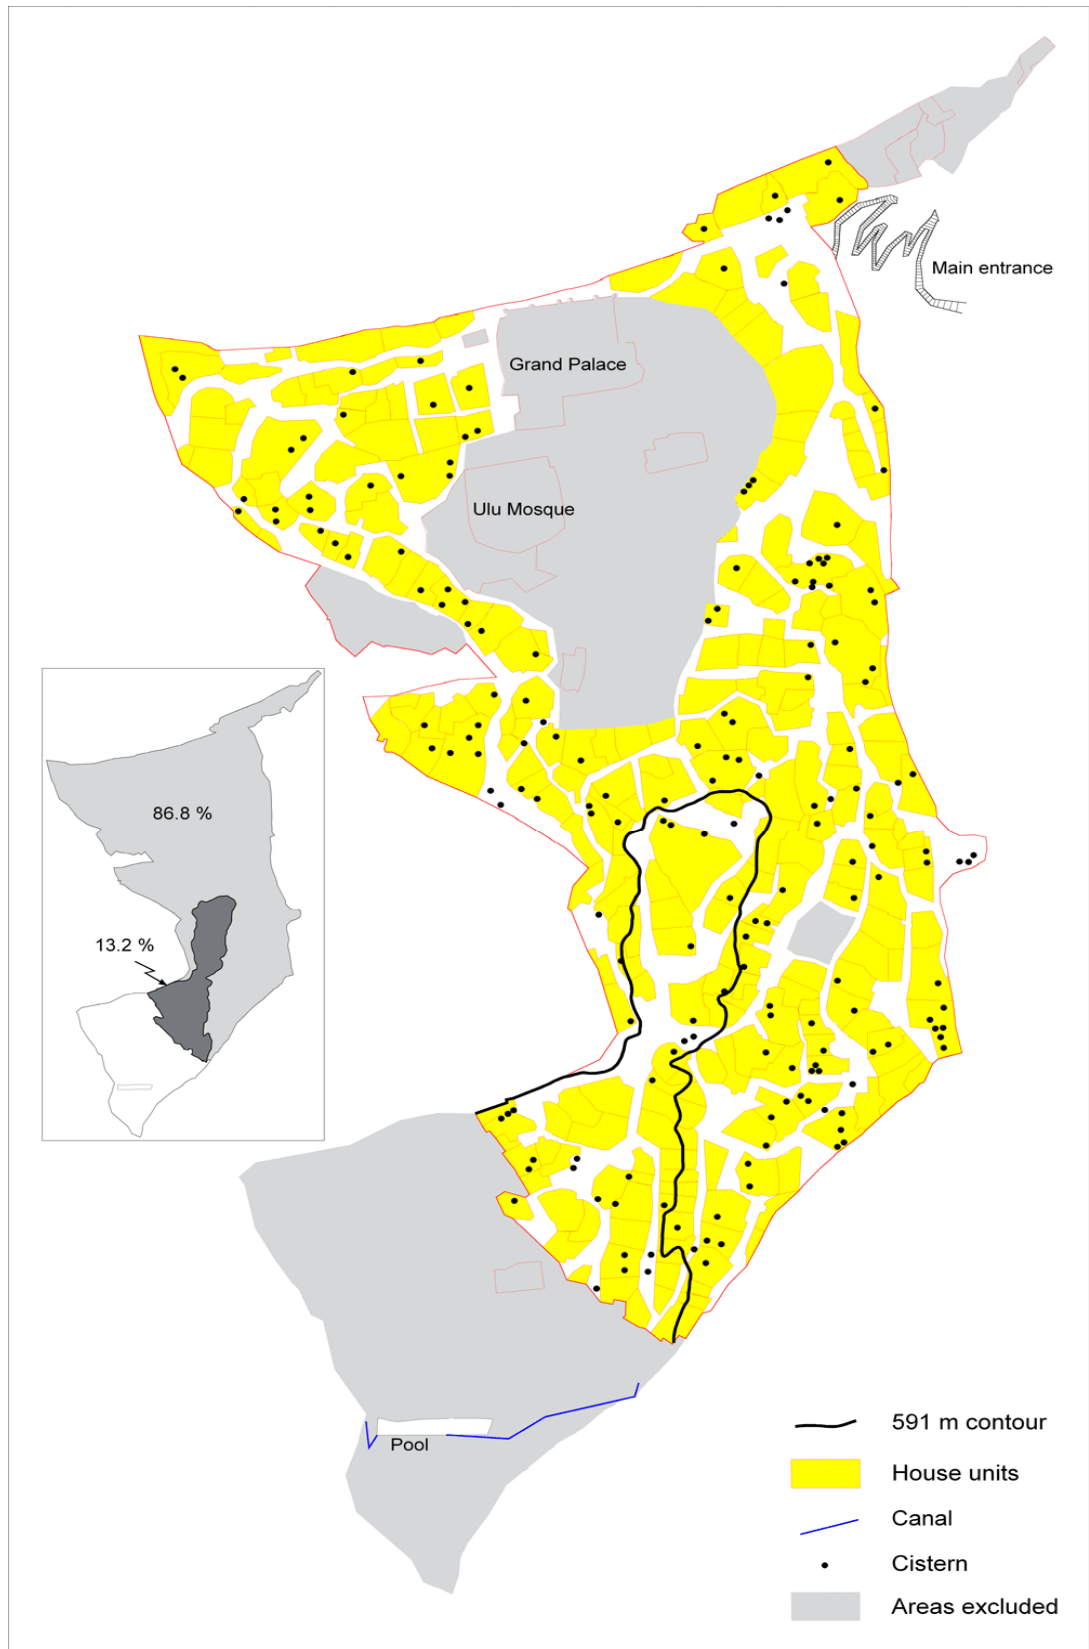 Main entrance
Grand Palace
Ulu Mosque
86.8 %
13.2 %
Pool
591 m contour
House units
Canal
Cistern
Areas excluded